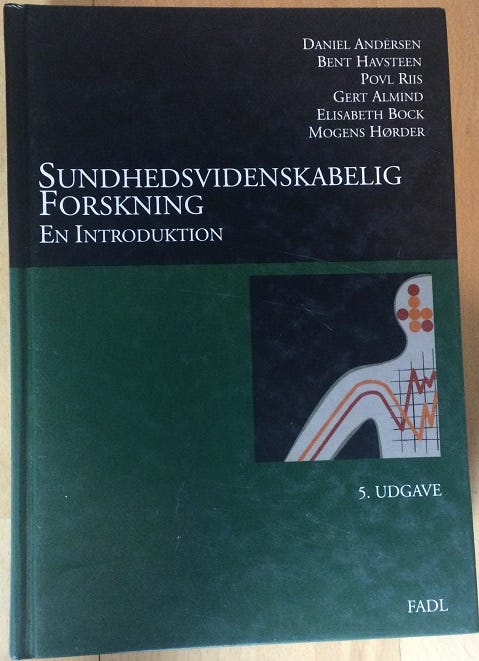 DANIEL ANDERSEN
BENT HAVSTEEN
POVL RIIS
GERT ALMIND
ELISABETH BOCK
MOGENS HØRDER
SUNDHEDSVIDENSKABELIG
FORSKNING
EN INTRODUKTION
5. UDGAVE
FADL